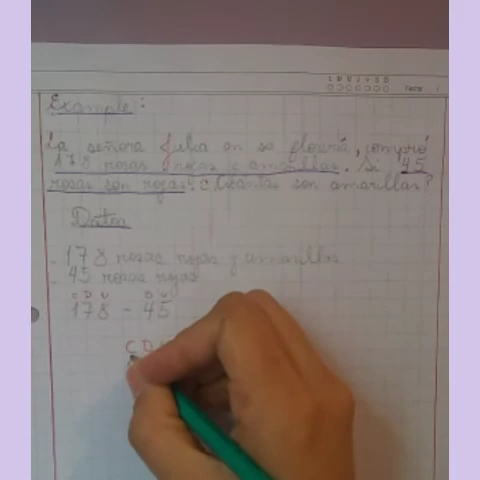 Example:
La señora Julia en su florería, compró
178 rosas rojas e amarillas. Si 45
rosas son rojas. ¿Cuantas son amarillas?
Datos
- 178 rosas rojas y amarillas
- 45 rosas rojas
C D U D U
178 - 45
C D